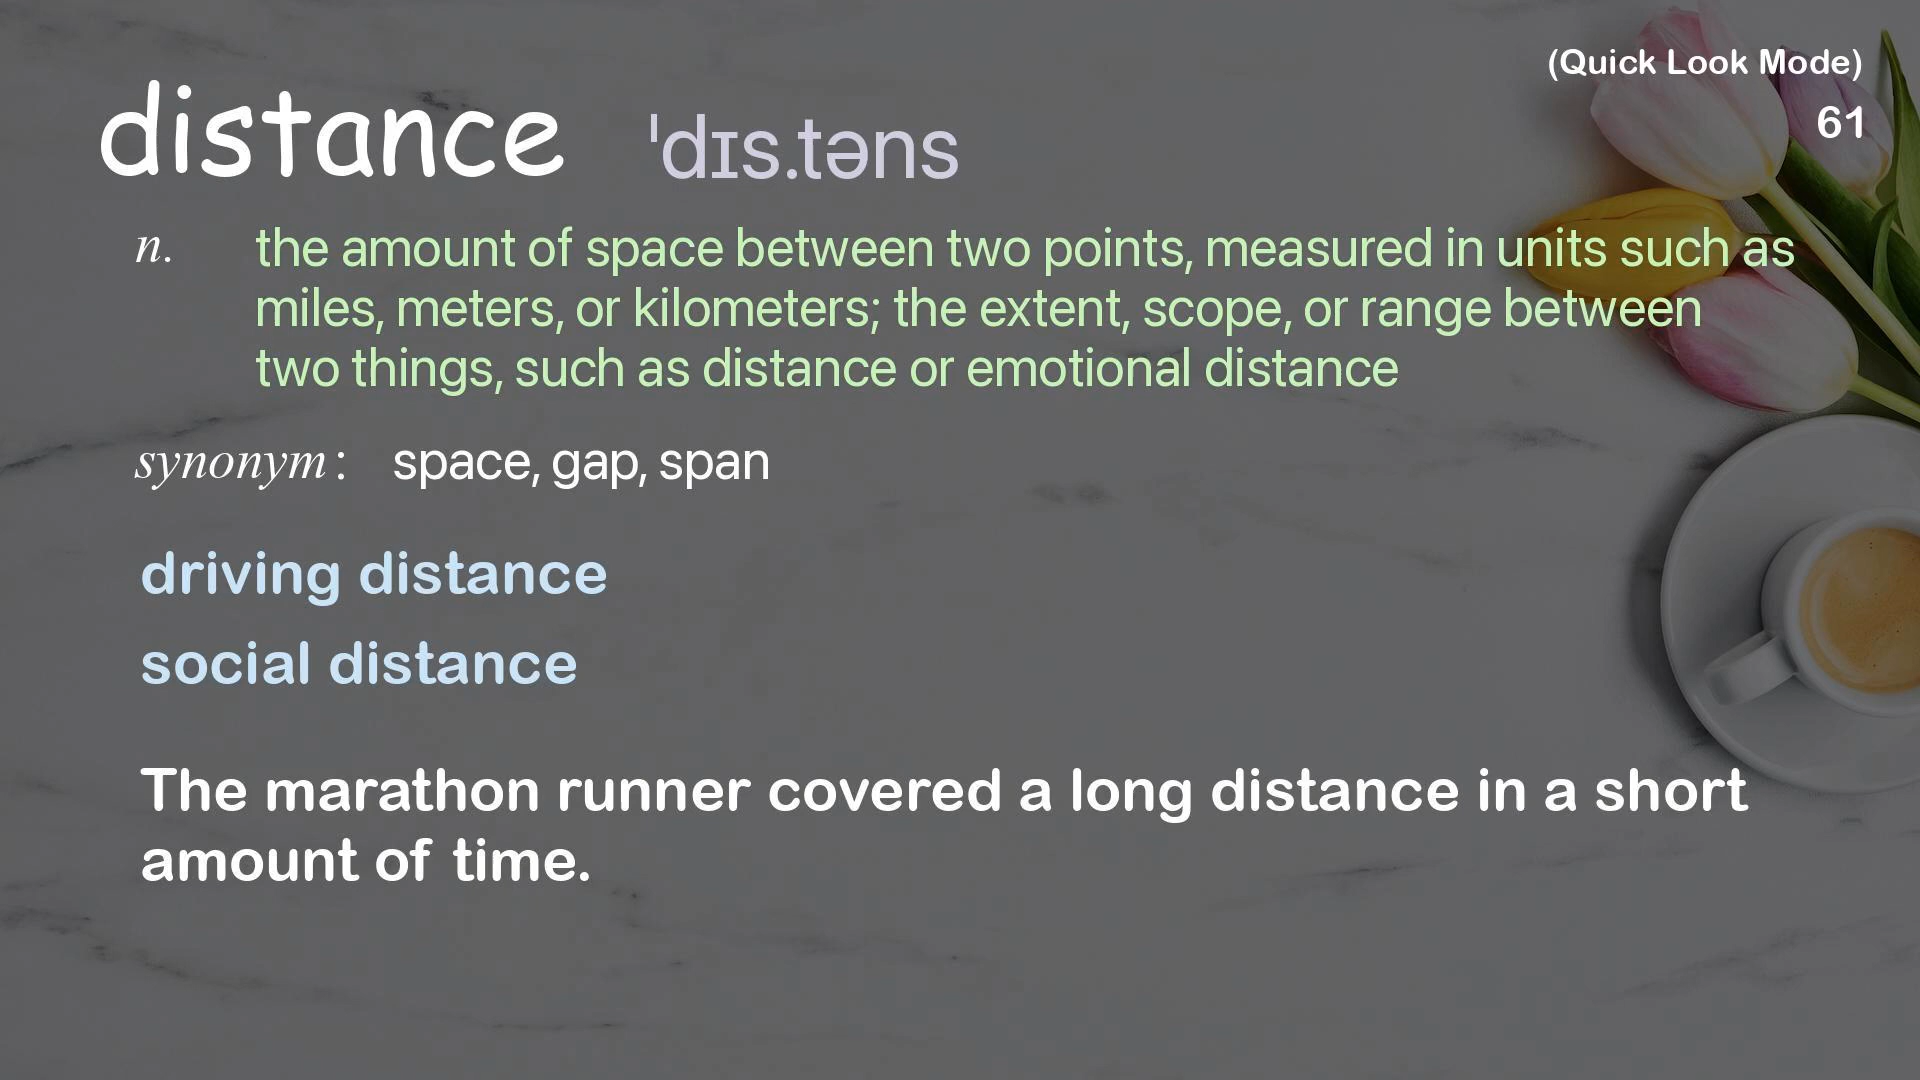 (Quick Look Mode)
61
distance ˈdɪs.təns
n. the amount of space between two points, measured in units such as
miles, meters, or kilometers; the extent, scope, or range between
two things, such as distance or emotional distance
synonym: space, gap, span
driving distance
social distance
The marathon runner covered a long distance in a short
amount of time.